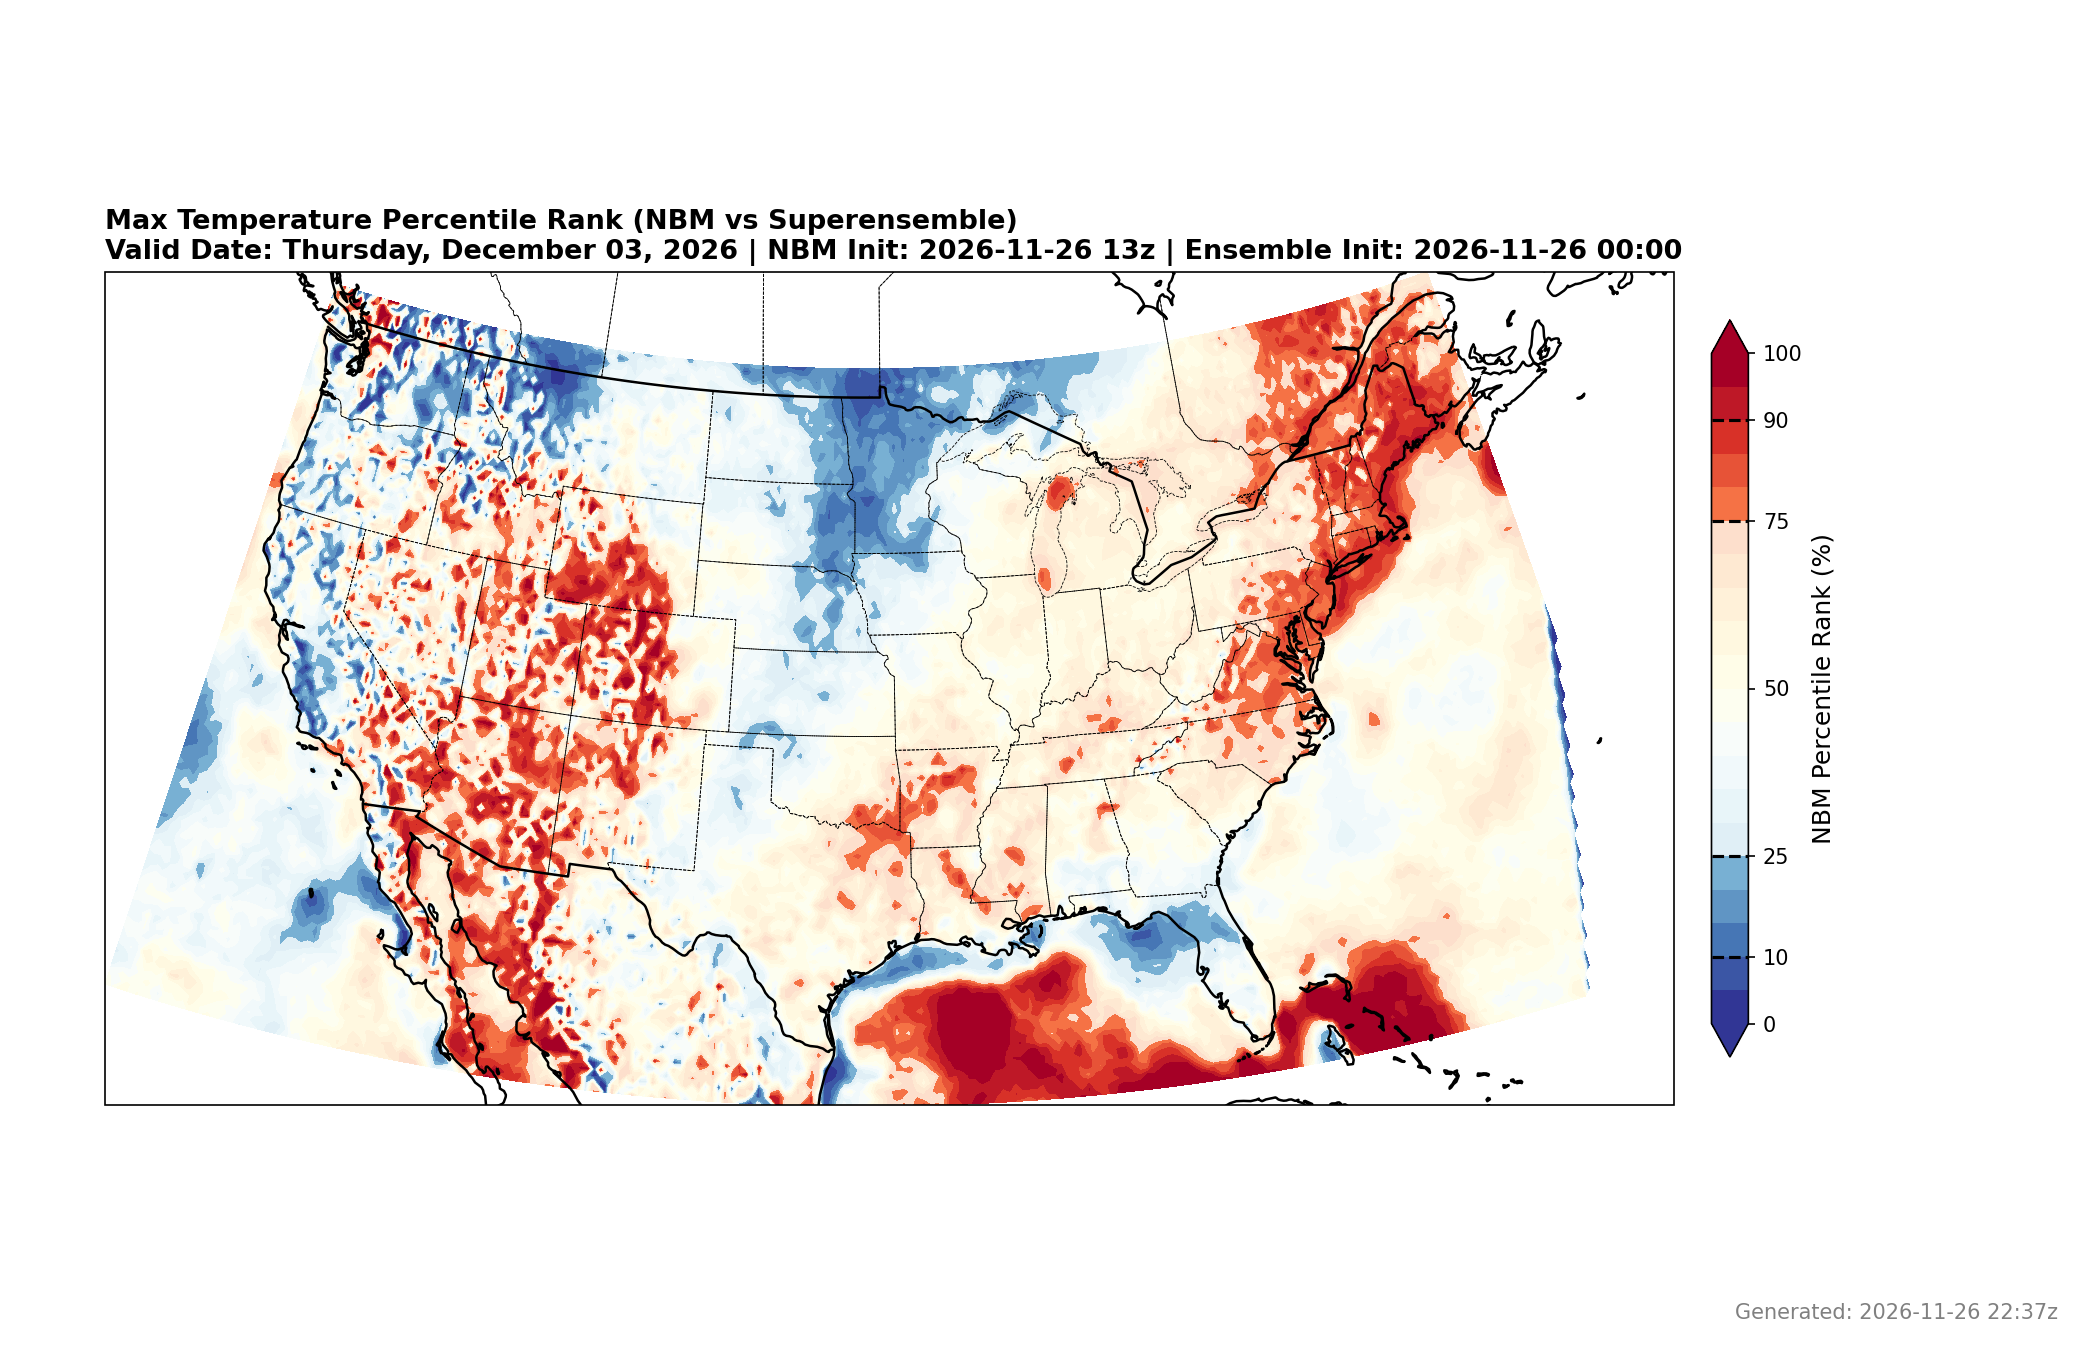 Max Temperature Percentile Rank (NBM vs Superensemble)
Valid Date: Thursday, December 03, 2026 | NBM Init: 2026-11-26 13z | Ensemble Init: 2026-11-26 00:00
100
90
75
50
25
10
0
NBM Percentile Rank (%)
Generated: 2026-11-26 22:37z